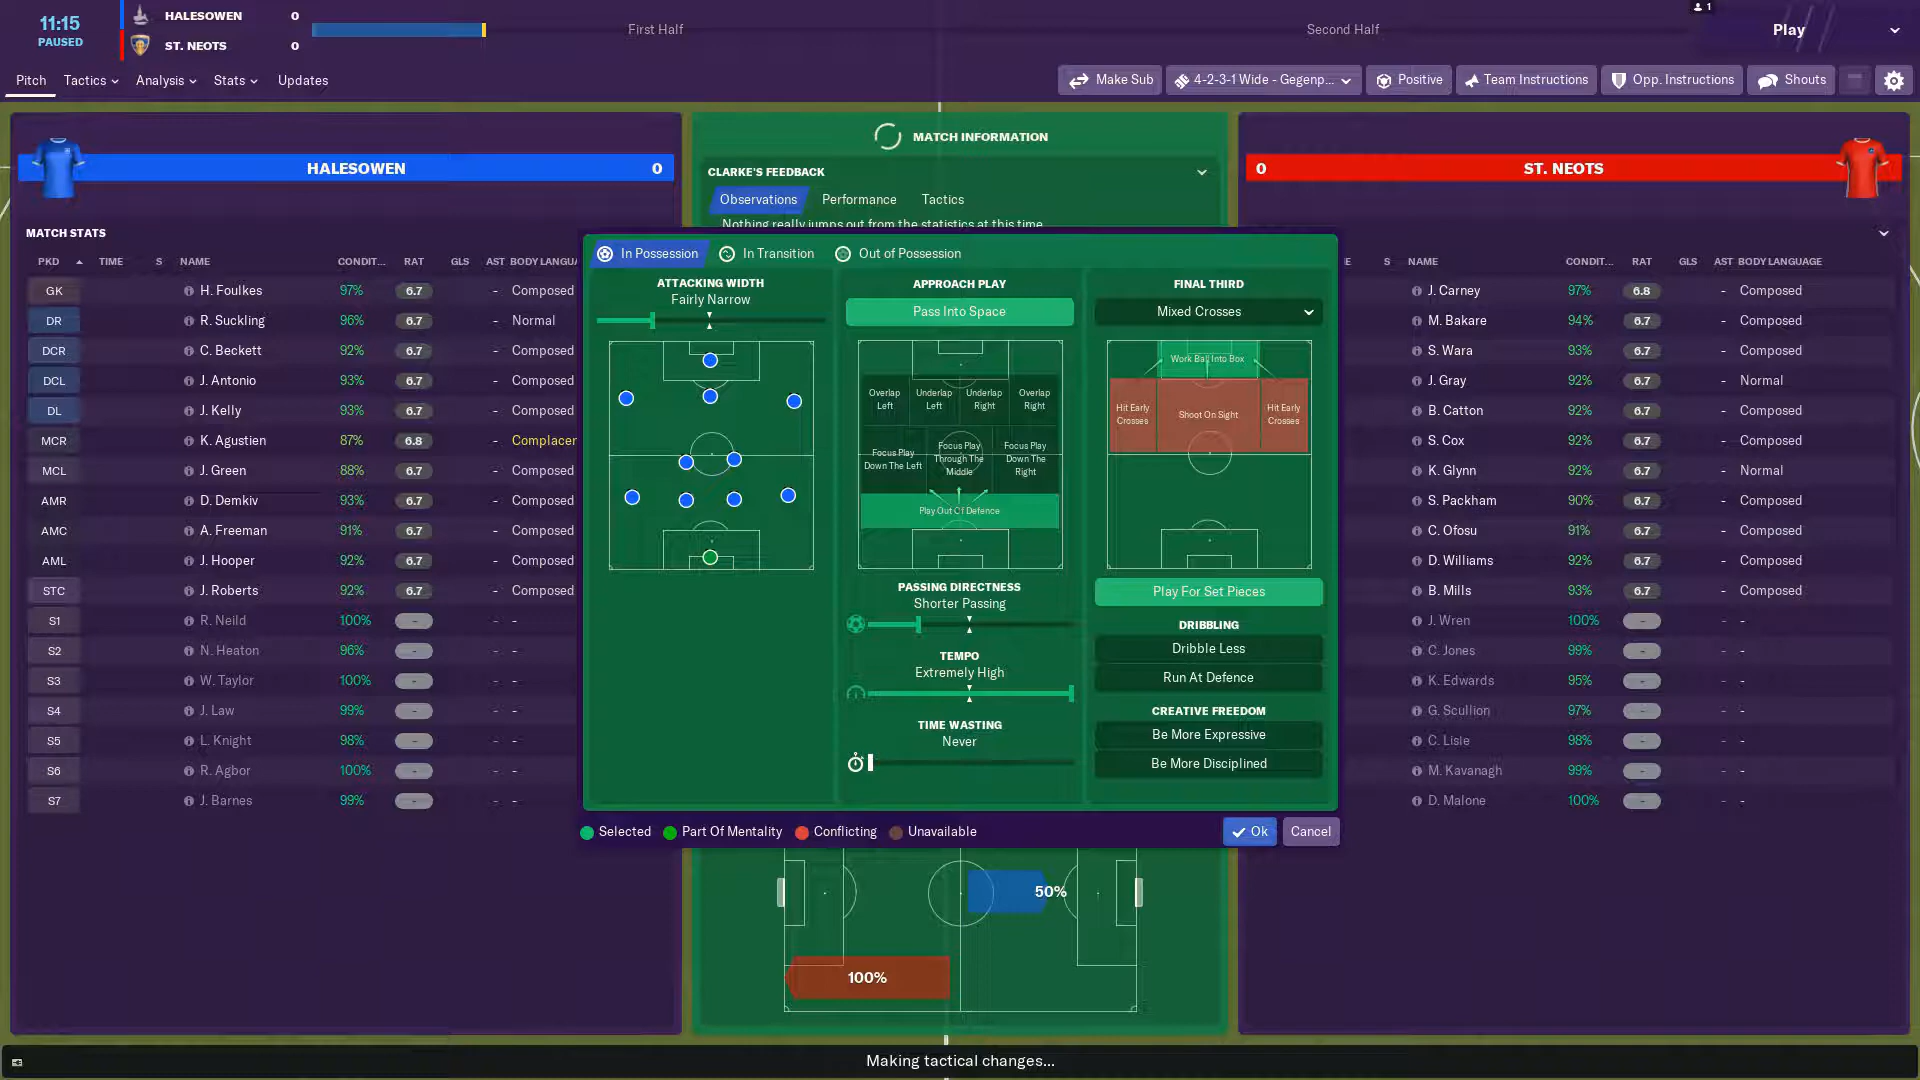 11:15
PAUSED
HALESOWEN 0
ST. NEOTS 0
First Half
Second Half
1
Play
Pitch Tactics Analysis Stats Updates
Make Sub 4-2-3-1 Wide - Gegenp... Positive Team Instructions Opp. Instructions Shouts
HALESOWEN 0
MATCH INFORMATION
0 ST. NEOTS
CLARKE'S FEEDBACK
Observations Performance Tactics
Nothing really jumps out from the statistics at this time
MATCH STATS
PKD TIME S NAME CONDIT... RAT GLS AST BODY LANGUA
GK H. Foulkes 97% 6.7 - Composed
DR R. Suckling 96% 6.7 - Normal
DCR C. Beckett 92% 6.7 - Composed
DCL J. Antonio 93% 6.7 - Composed
DL J. Kelly 93% 6.7 - Composed
MCR K. Agustien 87% 6.8 - Complacen
MCL J. Green 88% 6.7 - Composed
AMR D. Demkiv 93% 6.7 - Composed
AMC A. Freeman 91% 6.7 - Composed
AML J. Hooper 92% 6.7 - Composed
STC J. Roberts 92% 6.7 - Composed
S1 R. Neild 100% - - -
S2 N. Heaton 96% - - -
S3 W. Taylor 100% - - -
S4 J. Law 99% - - -
S5 L. Knight 98% - - -
S6 R. Agbor 100% - - -
S7 J. Barnes 99% - - -
In Possession In Transition Out of Possession
ATTACKING WIDTH
Fairly Narrow
APPROACH PLAY
Pass Into Space
Overlap Left
Underlap Left
Underlap Right
Overlap Right
Focus Play Down The Left
Focus Play Through The Middle
Focus Play Down The Right
Play Out Of Defence
PASSING DIRECTNESS
Shorter Passing
TEMPO
Extremely High
TIME WASTING
Never
FINAL THIRD
Mixed Crosses
Work Ball Into Box
Hit Early Crosses
Shoot On Sight
Hit Early Crosses
Play For Set Pieces
DRIBBLING
Dribble Less
Run At Defence
CREATIVE FREEDOM
Be More Expressive
Be More Disciplined
Selected Part Of Mentality Conflicting Unavailable
Ok Cancel
E S NAME CONDIT... RAT GLS AST BODY LANGUAGE
J. Carney 97% 6.8 - Composed
M. Bakare 94% 6.7 - Composed
S. Wara 93% 6.7 - Composed
J. Gray 92% 6.7 - Normal
B. Catton 92% 6.7 - Composed
S. Cox 92% 6.7 - Composed
K. Glynn 92% 6.7 - Normal
S. Packham 90% 6.7 - Composed
C. Ofosu 91% 6.7 - Composed
D. Williams 92% 6.7 - Composed
B. Mills 93% 6.7 - Composed
J. Wren 100% - - -
C. Jones 99% - - -
K. Edwards 95% - - -
G. Scullion 97% - - -
C. Lisle 98% - - -
M. Kavanagh 99% - - -
D. Malone 100% - - -
50%
100%
Making tactical changes...